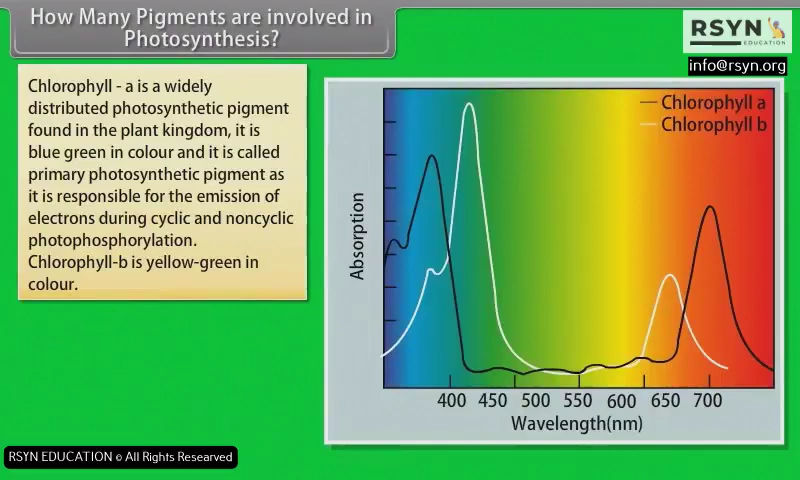 How Many Pigments are involved in
Photosynthesis?
RSYN
EDUCATION
info@rsyn.org
Chlorophyll - a is a widely
distributed photosynthetic pigment
found in the plant kingdom, it is
blue green in colour and it is called
primary photosynthetic pigment as
it is responsible for the emission of
electrons during cyclic and noncyclic
photophosphorylation.
Chlorophyll-b is yellow-green in
colour.
Chlorophyll a
Chlorophyll b
Absorption
400 450 500 550 600 650 700
Wavelength(nm)
RSYN EDUCATION © All Rights Researved